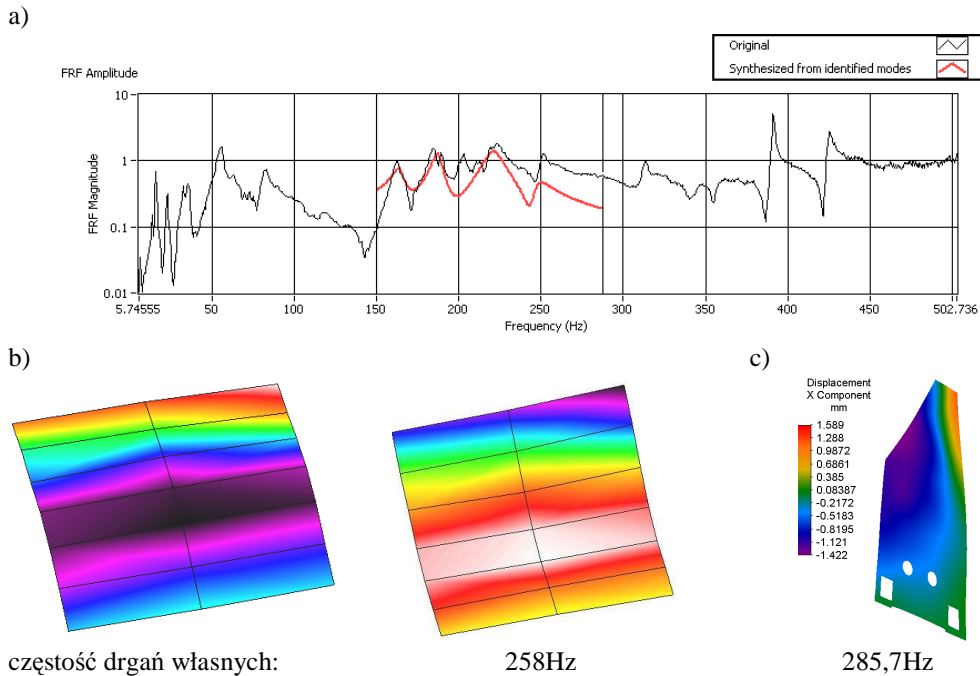 a)
Original
Synthesized from identified modes
FRF Amplitude
10
1
0.1
0.01
FRF Magnitude
5.74555 50 100 150 200 250 300 350 400 450 502.736
Frequency (Hz)
b)
c)
Displacement
X Component
mm
1.589
1.288
0.9872
0.6861
0.385
0.08387
-0.2172
-0.5183
-0.8195
-1.121
-1.422
częstość drgań własnych: 258Hz 285,7Hz